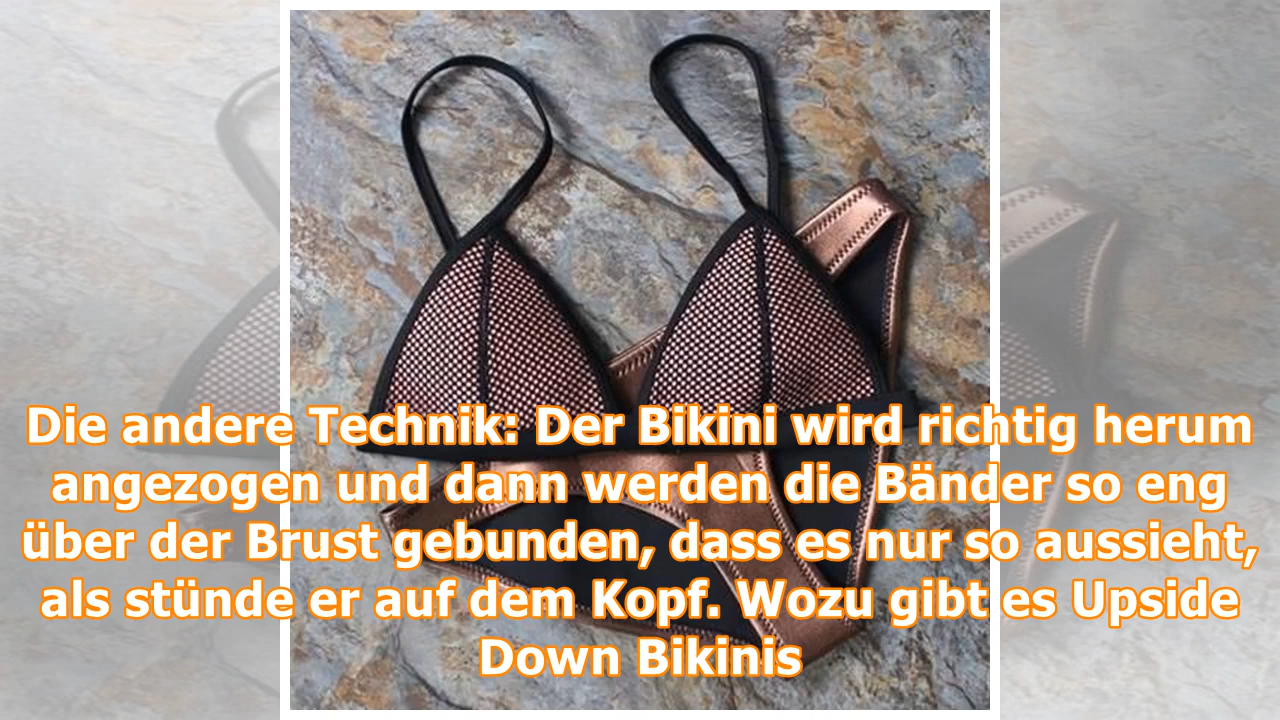 Die andere Technik: Der Bikini wird richtig herum
angezogen und dann werden die Bänder so eng
über der Brust gebunden, dass es nur so aussieht,
als stünde er auf dem Kopf. Wozu gibt es Upside
Down Bikinis